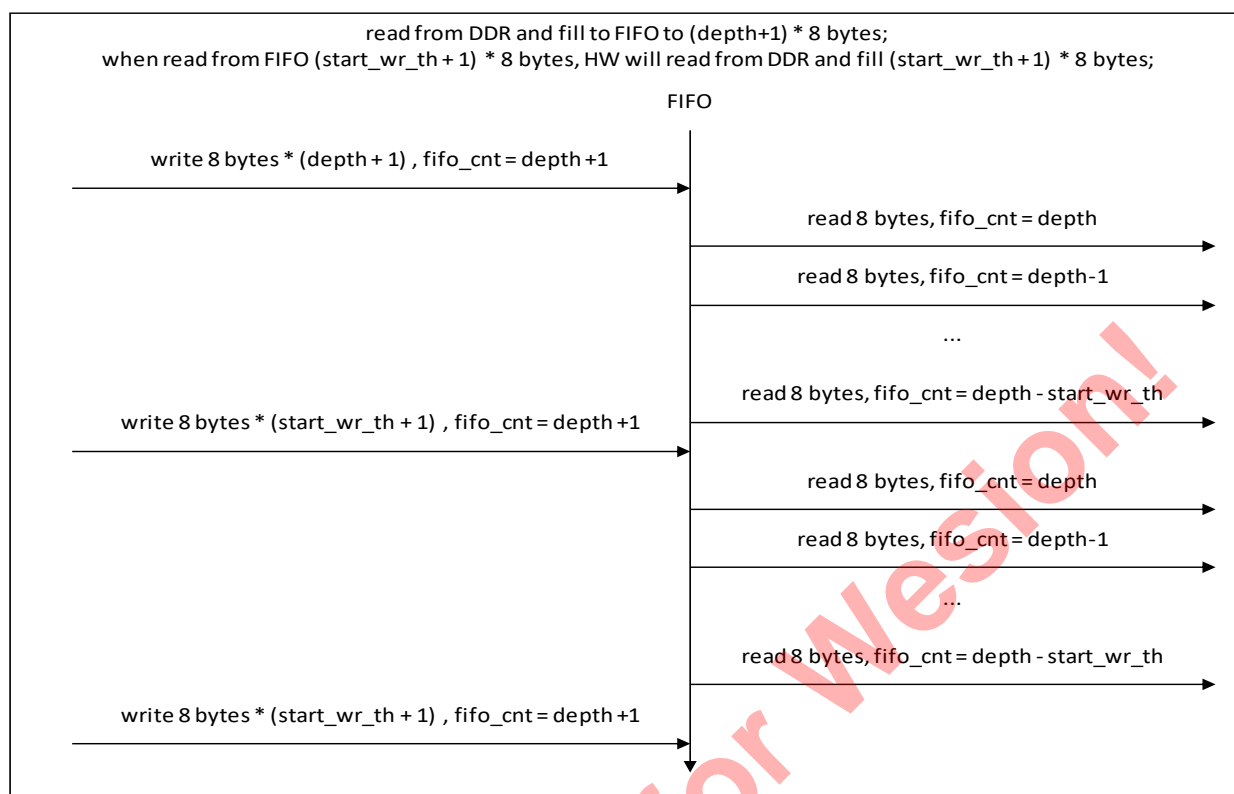 read from DDR and fill to FIFO to (depth+1) * 8 bytes;
when read from FIFO (start_wr_th + 1) * 8 bytes, HW will read from DDR and fill (start_wr_th + 1) * 8 bytes;
FIFO
write 8 bytes * (depth + 1) , fifo_cnt = depth +1
read 8 bytes, fifo_cnt = depth
read 8 bytes, fifo_cnt = depth-1
...
read 8 bytes, fifo_cnt = depth - start_wr_th
write 8 bytes * (start_wr_th + 1) , fifo_cnt = depth +1
read 8 bytes, fifo_cnt = depth
read 8 bytes, fifo_cnt = depth-1
...
read 8 bytes, fifo_cnt = depth - start_wr_th
write 8 bytes * (start_wr_th + 1) , fifo_cnt = depth +1
for Wesion!